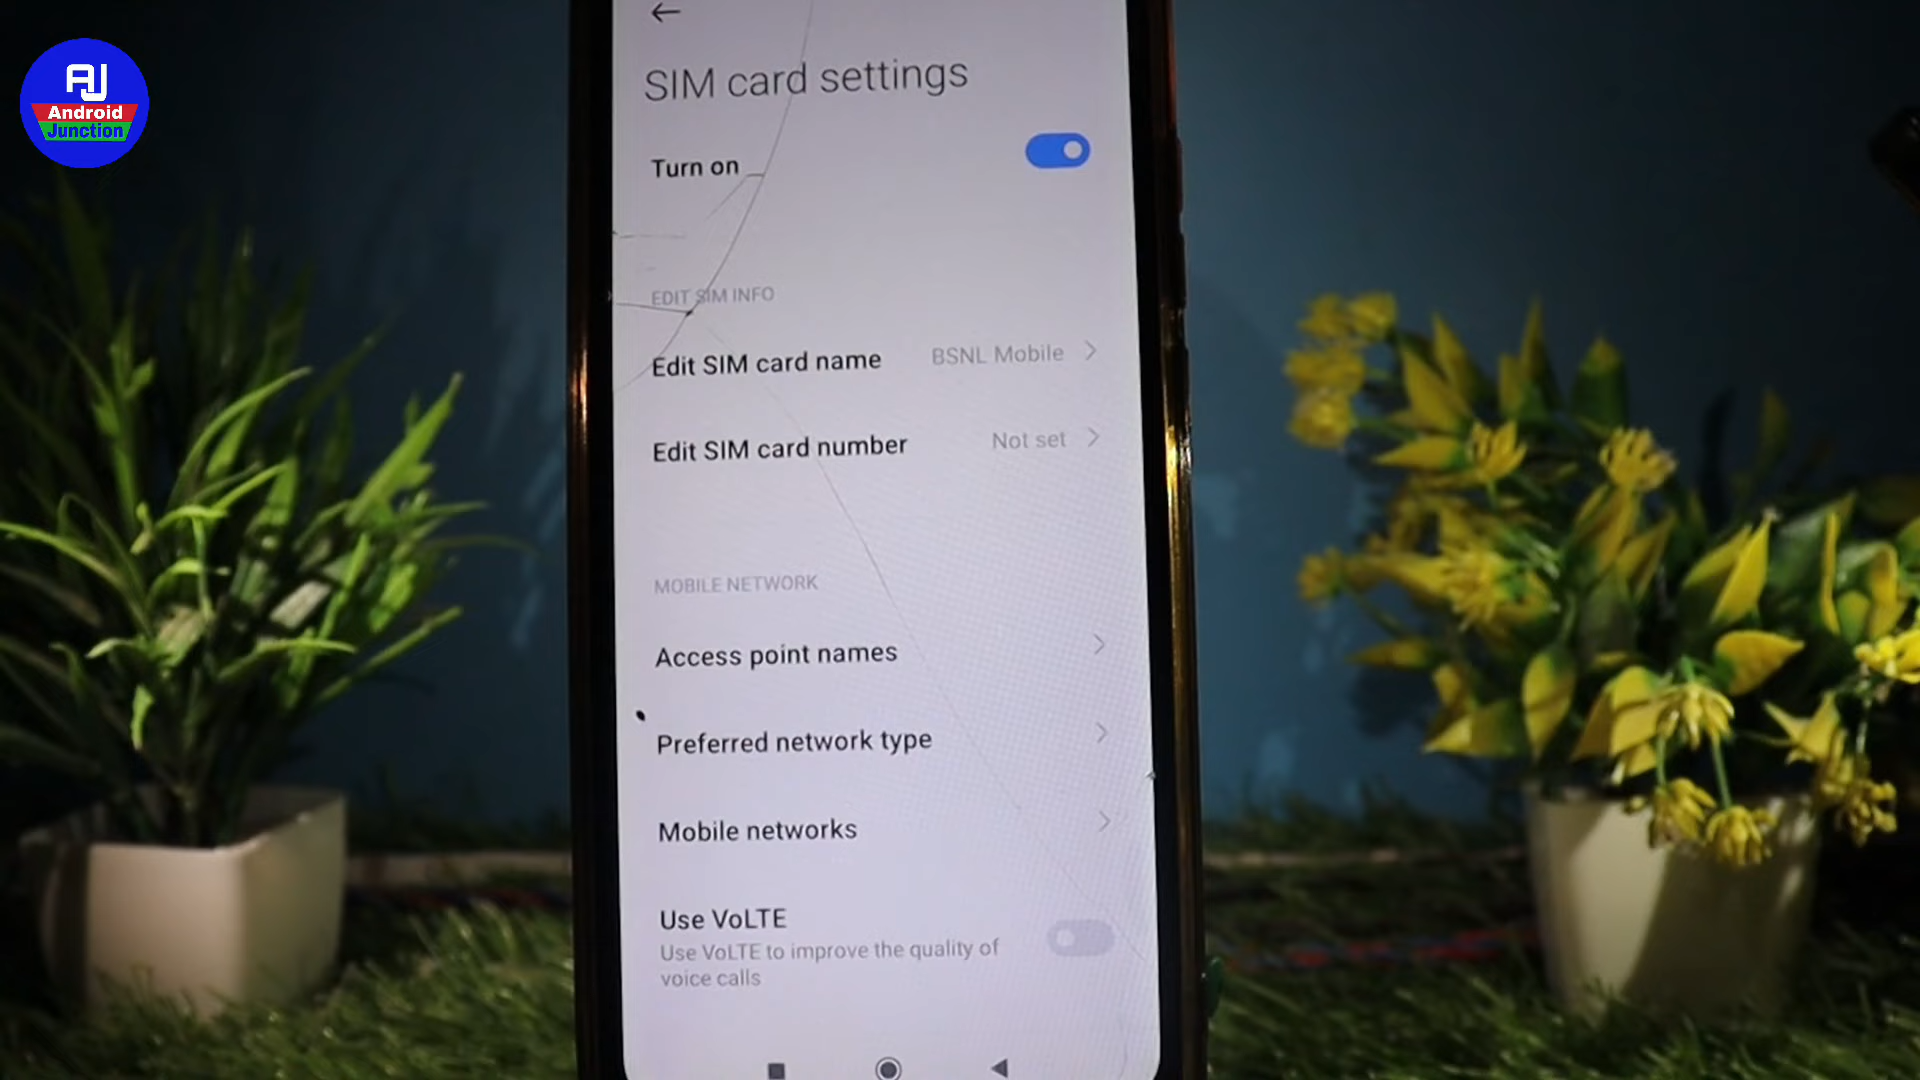 AJ
Android
Junction
SIM card settings
Turn on
EDIT SIM INFO
Edit SIM card name BSNL Mobile
Edit SIM card number Not set
MOBILE NETWORK
Access point names
Preferred network type
Mobile networks
Use VoLTE
Use VoLTE to improve the quality of
voice calls